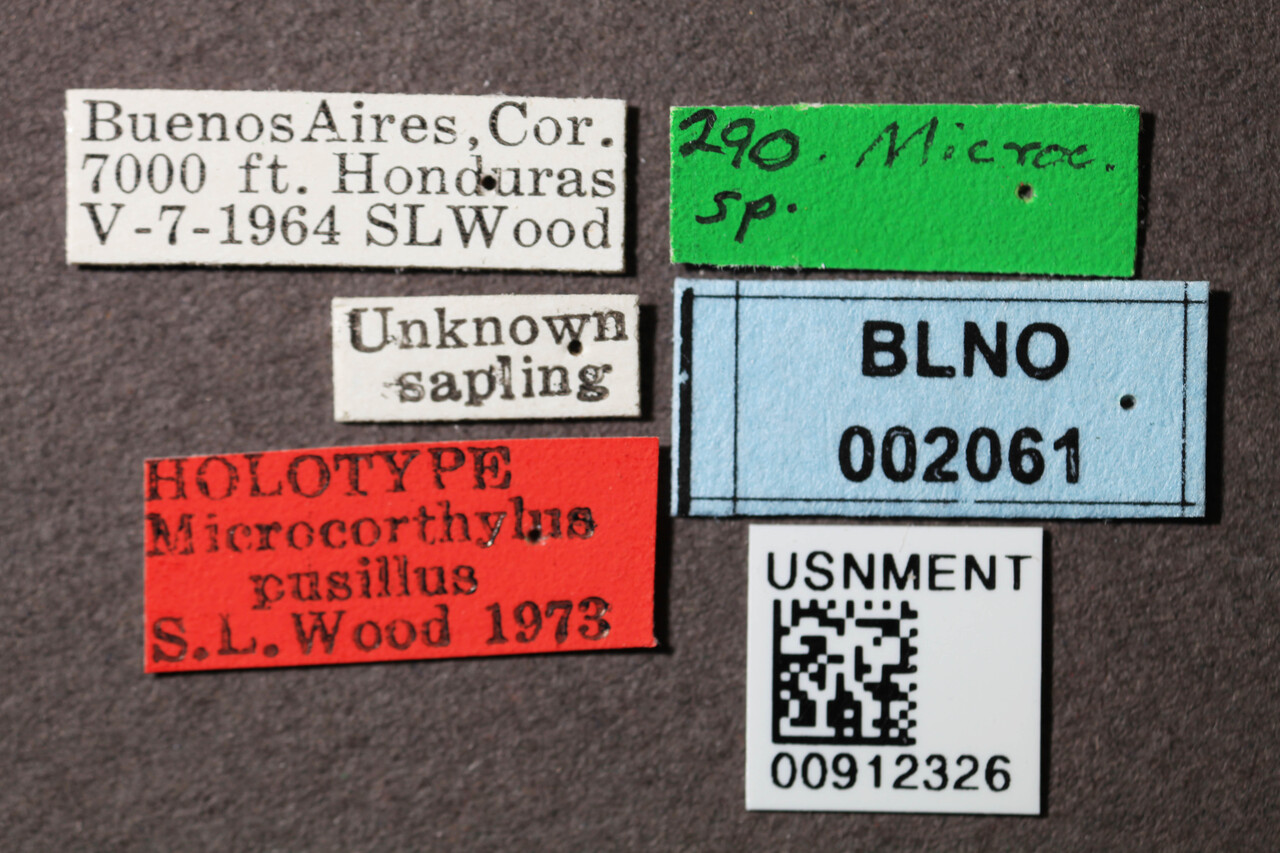 Buenos Aires, Cor.
7000 ft. Honduras
V-7-1964 SLWood
290. Microc.
sp.
Unknown
sapling
BLNO
002061
HOLOTYPE
Microcorthylus
pusillus
S.L. Wood 1973
USNMENT
00912326